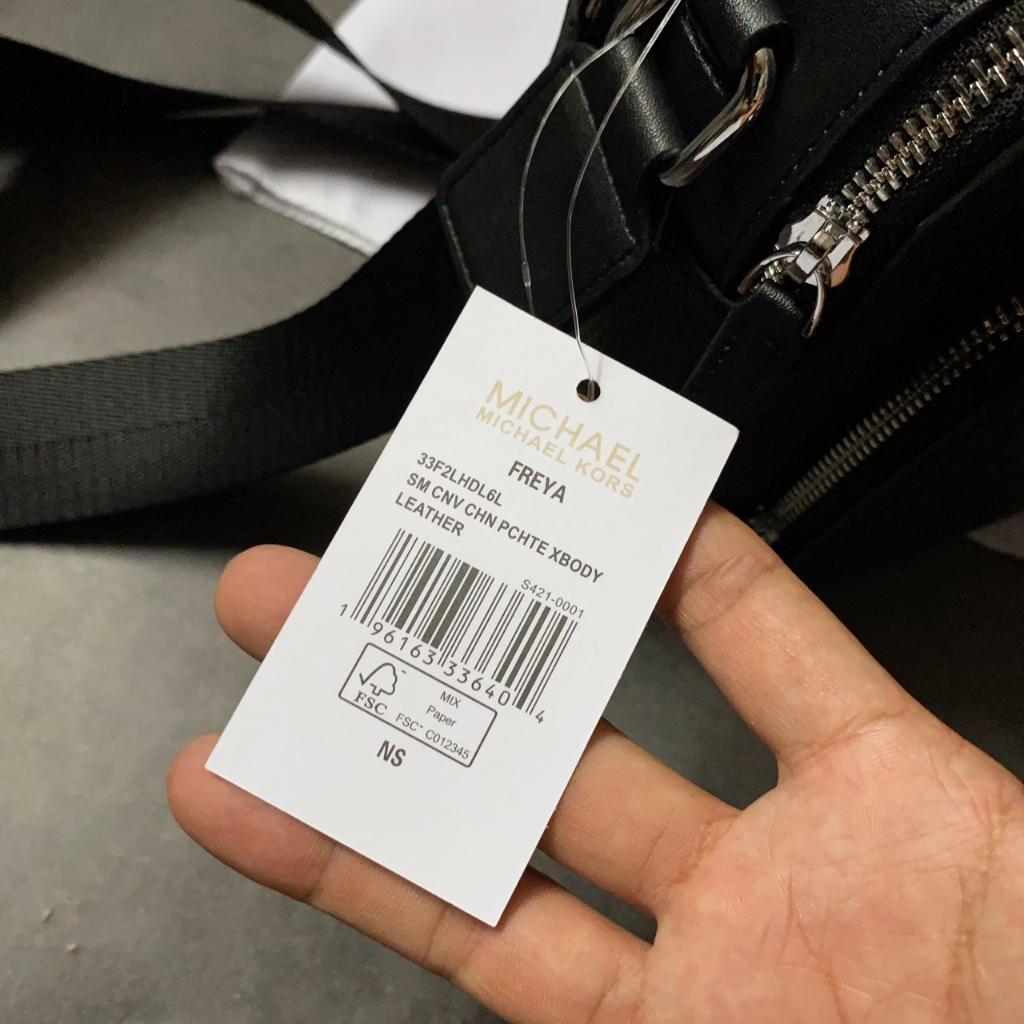 MICHAEL
MICHAEL KORS
FREYA
33F2LHDL6L
SM CNV CHN PCHTE XBODY
LEATHER
S421-0001
1 96163 33640 4
FSC
MIX
Paper
FSC™ C012345
NS